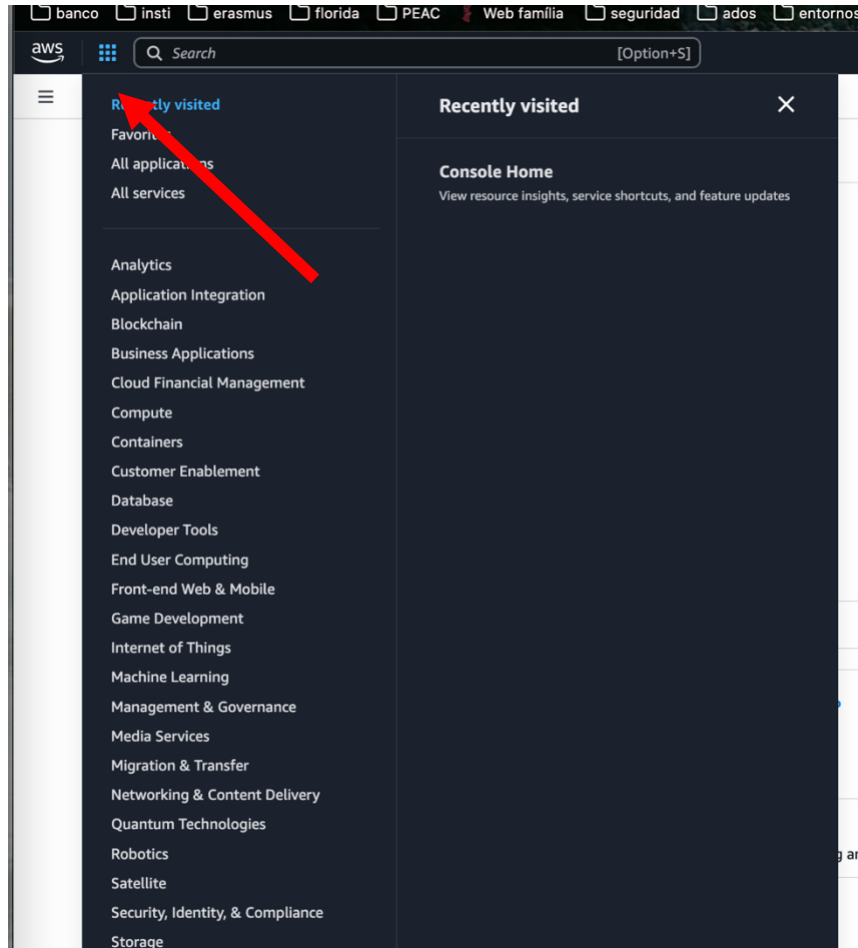 banco insti erasmus florida PEAC Web família seguridad ados entornos
aws Search [Option+S]
Recently visited
Favorites
All applications
All services
Analytics
Application Integration
Blockchain
Business Applications
Cloud Financial Management
Compute
Containers
Customer Enablement
Database
Developer Tools
End User Computing
Front-end Web & Mobile
Game Development
Internet of Things
Machine Learning
Management & Governance
Media Services
Migration & Transfer
Networking & Content Delivery
Quantum Technologies
Robotics
Satellite
Security, Identity, & Compliance
Storage
Recently visited
Console Home
View resource insights, service shortcuts, and feature updates